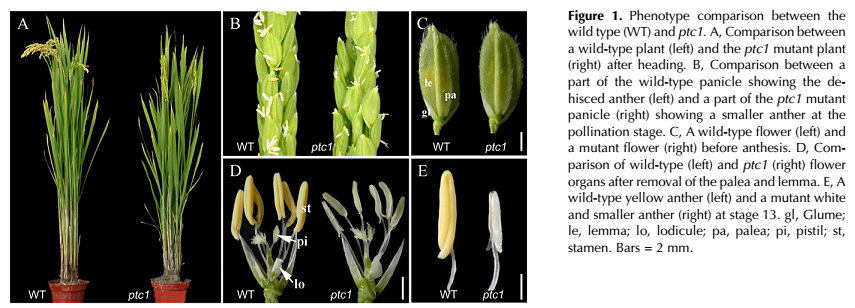 A
WT
ptc1
B
WT
ptc1
C
le
pa
gl
WT
ptc1
D
st
pi
lo
WT
ptc1
E
WT
ptc1
Figure 1. Phenotype comparison between the
wild type (WT) and ptc1. A, Comparison between
a wild-type plant (left) and the ptc1 mutant plant
(right) after heading. B, Comparison between a
part of the wild-type panicle showing the de-
hisced anther (left) and a part of the ptc1 mutant
panicle (right) showing a smaller anther at the
pollination stage. C, A wild-type flower (left) and
a mutant flower (right) before anthesis. D, Com-
parison of wild-type (left) and ptc1 (right) flower
organs after removal of the palea and lemma. E, A
wild-type yellow anther (left) and a mutant white
and smaller anther (right) at stage 13. gl, Glume;
le, lemma; lo, lodicule; pa, palea; pi, pistil; st,
stamen. Bars = 2 mm.